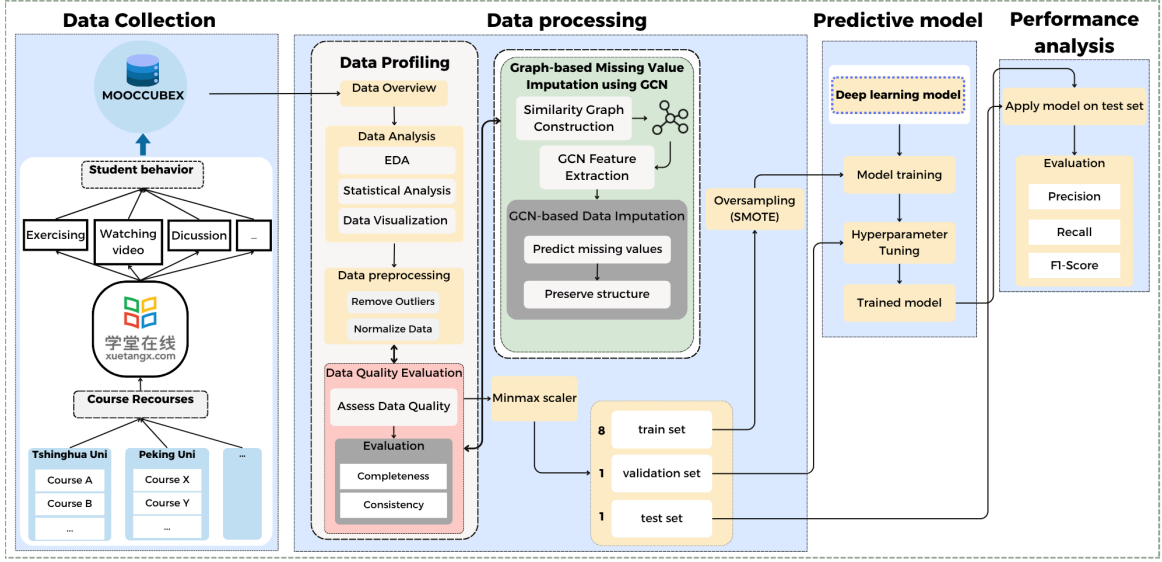 Data Collection
MOOCCUBEX
Student behavior
Exercising
Watching
video
Dicussion
...
学堂在线
xuetangx.com
Course Recourses
Tshinghua Uni
Course A
Course B
...
Peking Uni
Course X
Course Y
...
...
Data processing
Data Profiling
Data Overview
Data Analysis
EDA
Statistical Analysis
Data Visualization
Data preprocessing
Remove Outliers
Normalize Data
Data Quality Evaluation
Assess Data Quality
Evaluation
Completeness
Consistency
Graph-based Missing Value
Imputation using GCN
Similarity Graph
Construction
GCN Feature
Extraction
GCN-based Data Imputation
Predict missing values
Preserve structure
Minmax scaler
8
train set
1
validation set
1
test set
Oversampling
(SMOTE)
Predictive model
Deep learning model
Model training
Hyperparameter
Tuning
Trained model
Performance
analysis
Apply model on test set
Evaluation
Precision
Recall
F1-Score